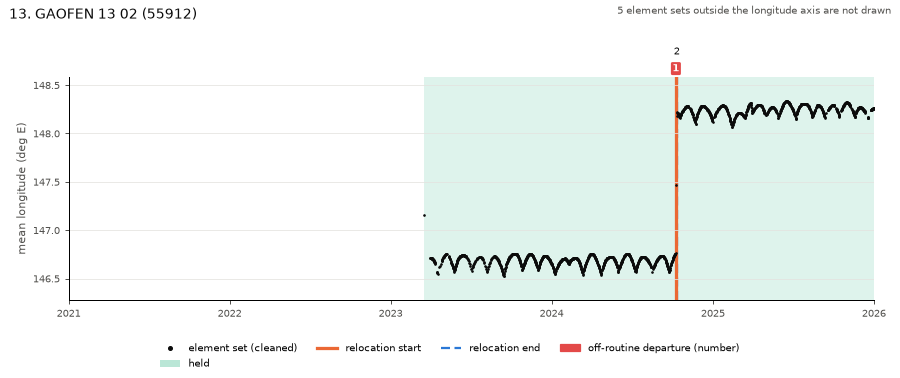 13. GAOFEN 13 02 (55912)
5 element sets outside the longitude axis are not drawn
2
1
148.5
148.0
147.5
147.0
146.5
mean longitude (deg E)
2021 2022 2023 2024 2025 2026
element set (cleaned) relocation start relocation end off-routine departure (number)
held